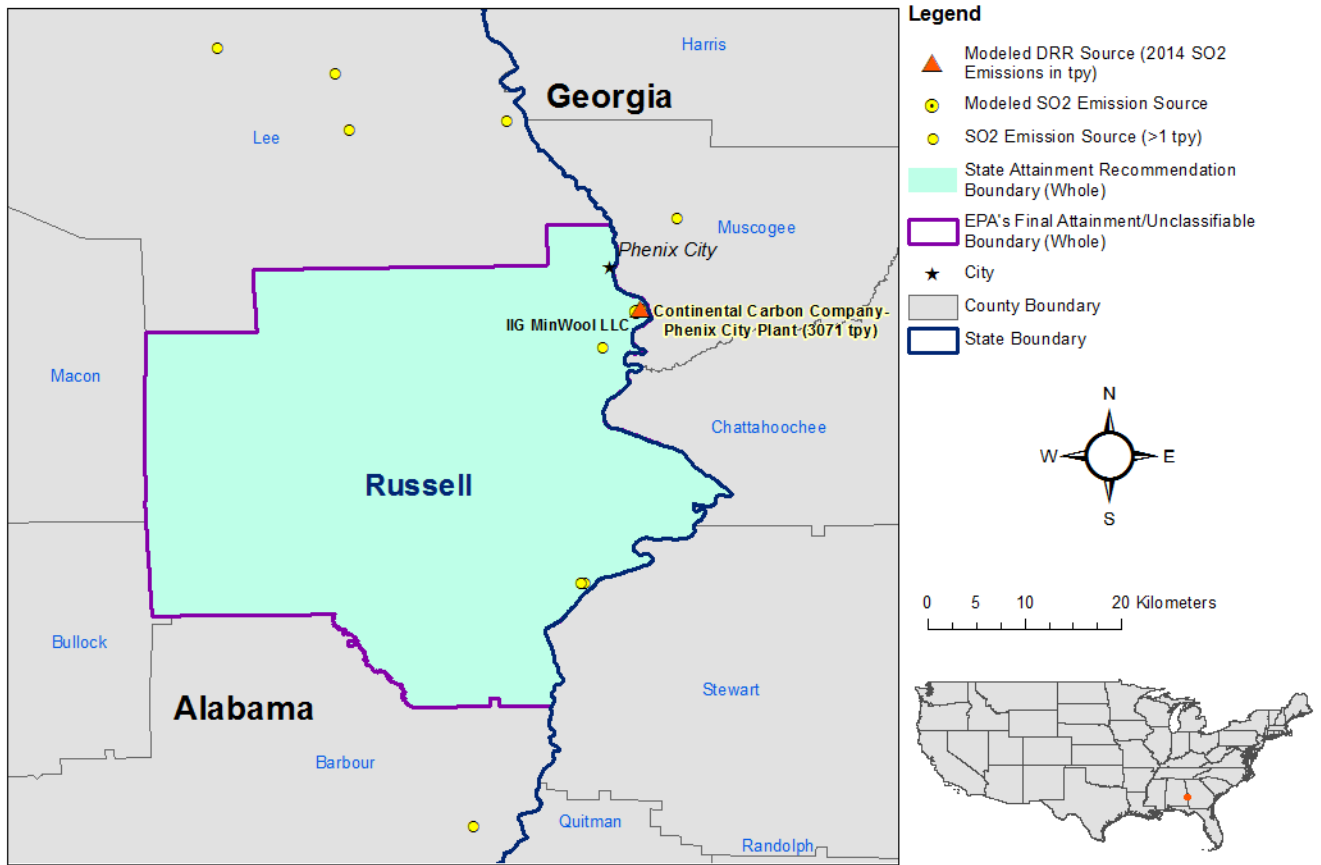 Harris
Georgia
Lee
Muscogee
Phenix City
Continental Carbon Company-
Phenix City Plant (3071 tpy)
IIG MinWool LLC
Macon
Chattahoochee
Russell
Bullock
Stewart
Alabama
Barbour
Quitman
Randolph
Legend
Modeled DRR Source (2014 SO2
Emissions in tpy)
Modeled SO2 Emission Source
SO2 Emission Source (>1 tpy)
State Attainment Recommendation
Boundary (Whole)
EPA's Final Attainment/Unclassifiable
Boundary (Whole)
City
County Boundary
State Boundary
N
W E
S
0 5 10 20 Kilometers